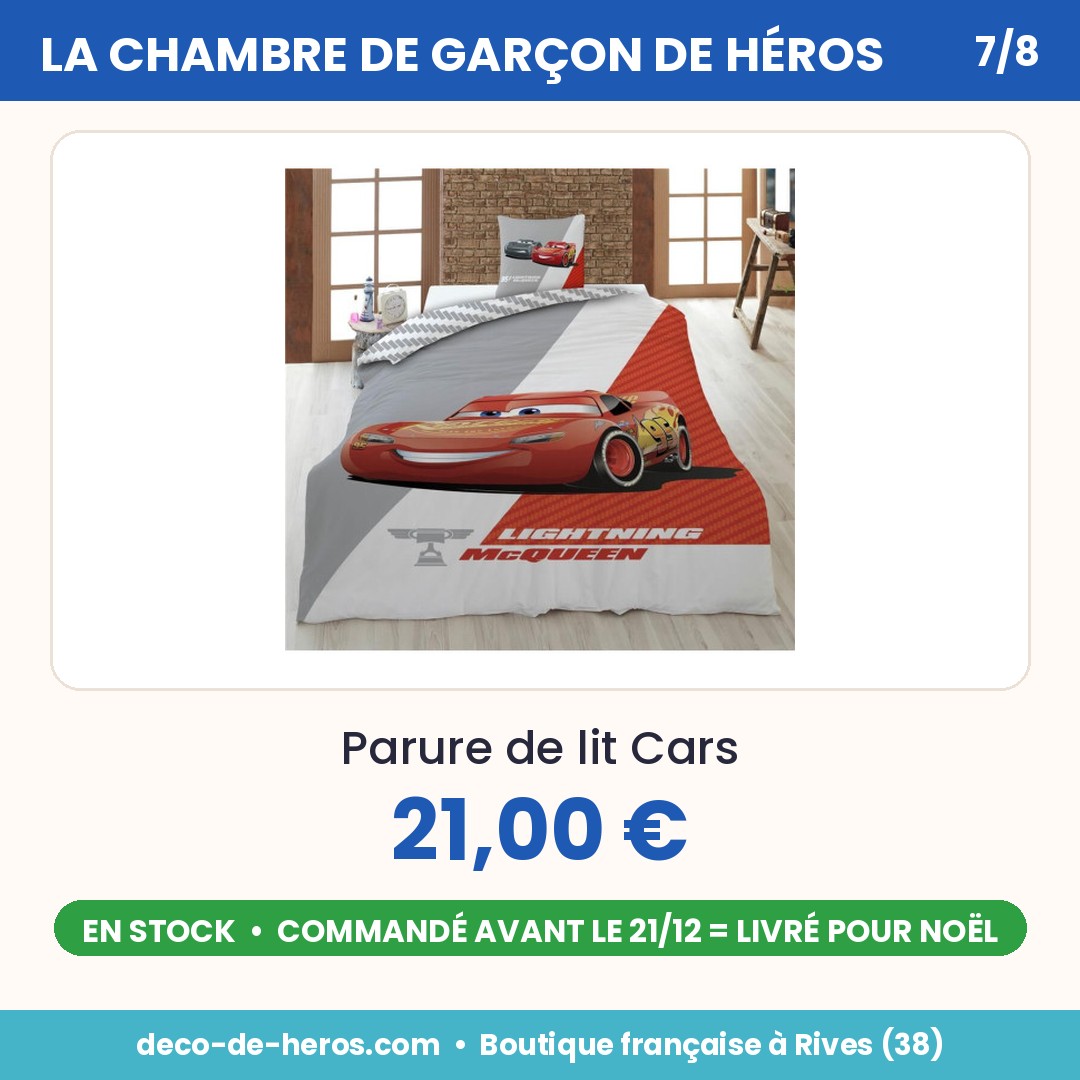 LA CHAMBRE DE GARÇON DE HÉROS 7/8
LIGHTNING
McQUEEN
95
Parure de lit Cars
21,00 €
EN STOCK • COMMANDÉ AVANT LE 21/12 = LIVRÉ POUR NOËL
deco-de-heros.com • Boutique française à Rives (38)